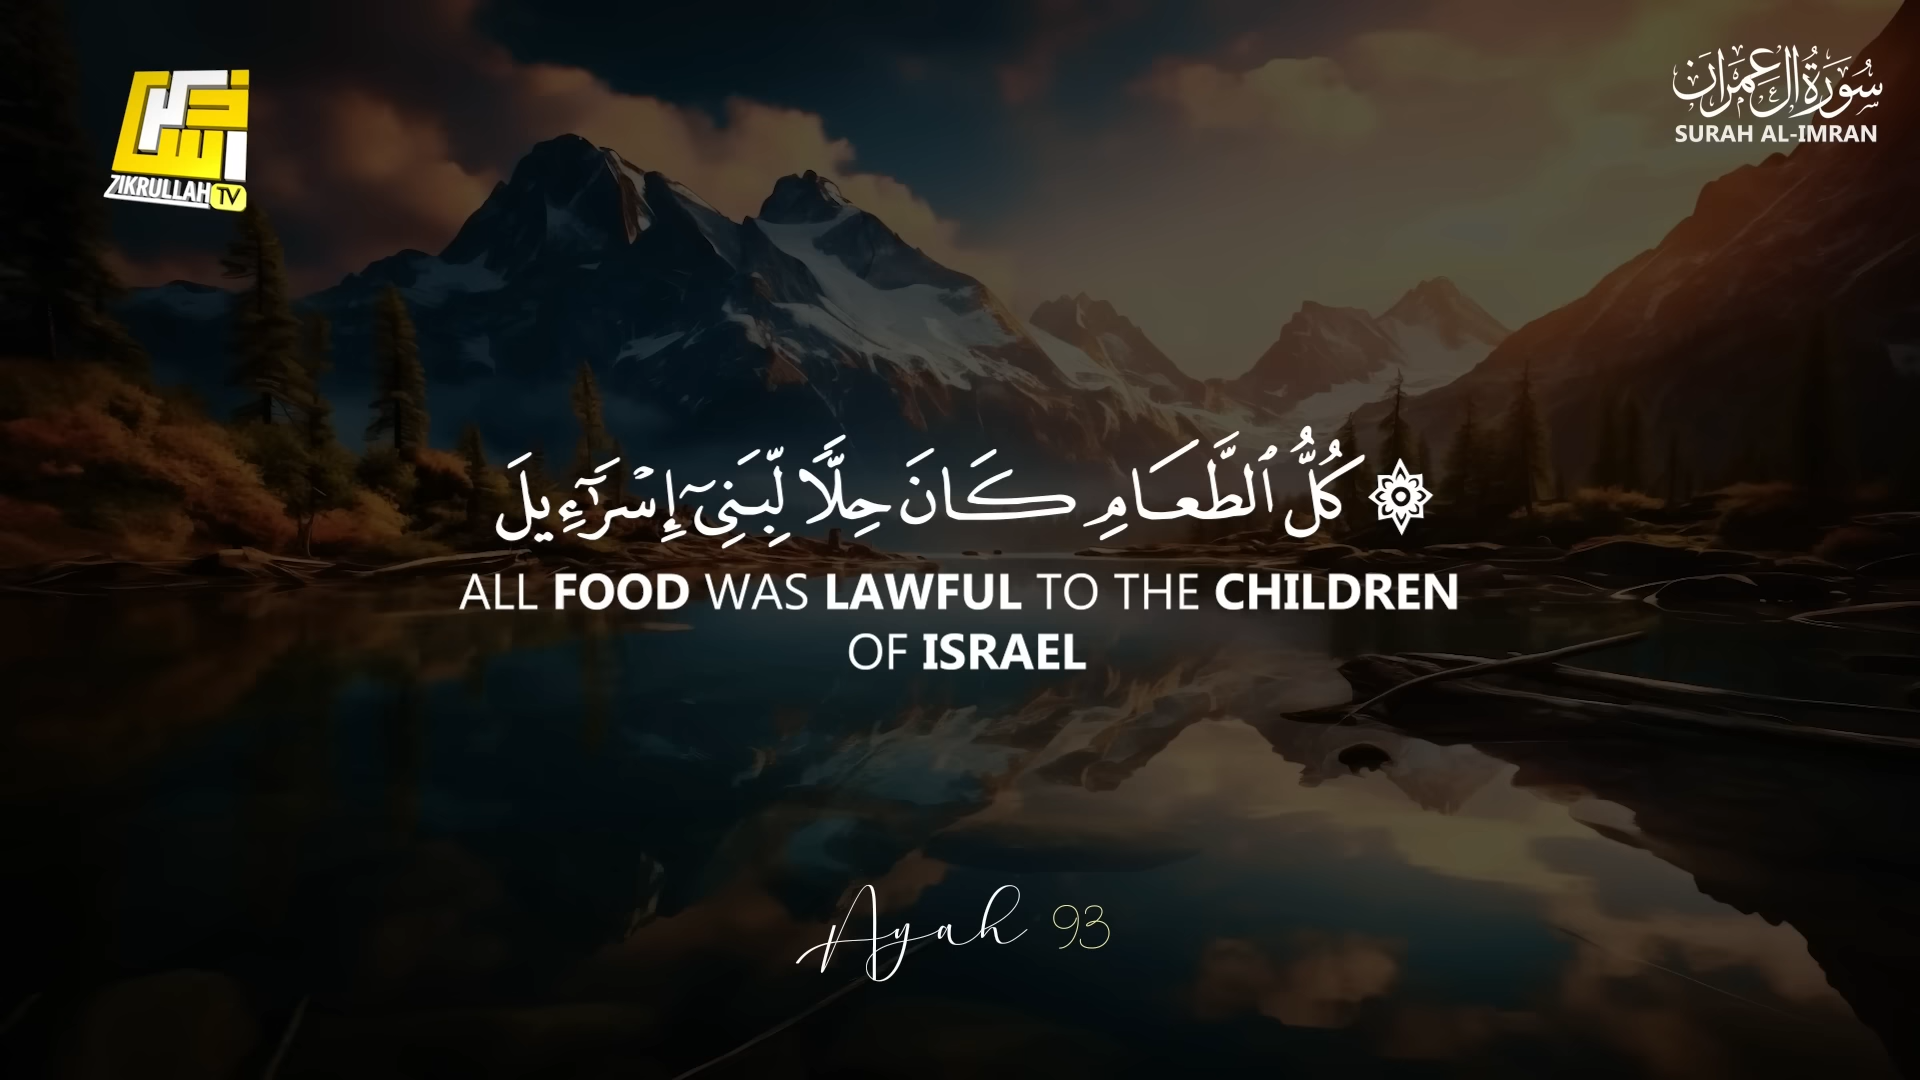 ZIKRULLAH TV
سُورَةُ آل عِمرَان
SURAH AL-IMRAN
۞ كُلُّ ٱلطَّعَامِ كَانَ حِلًّا لِّبَنِىٓ إِسْرَٰٓءِيلَ
ALL FOOD WAS LAWFUL TO THE CHILDREN
OF ISRAEL
Ayah 93